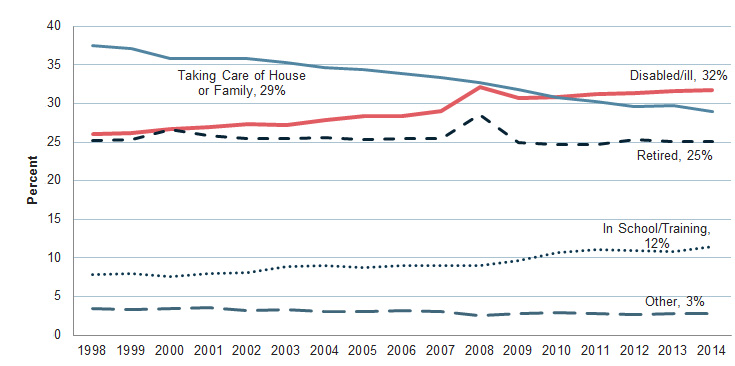 40
35
30
25
20
15
10
5
0
Percent
Taking Care of House
or Family, 29%
Disabled/ill, 32%
Retired, 25%
In School/Training,
12%
Other, 3%
1998 1999 2000 2001 2002 2003 2004 2005 2006 2007 2008 2009 2010 2011 2012 2013 2014